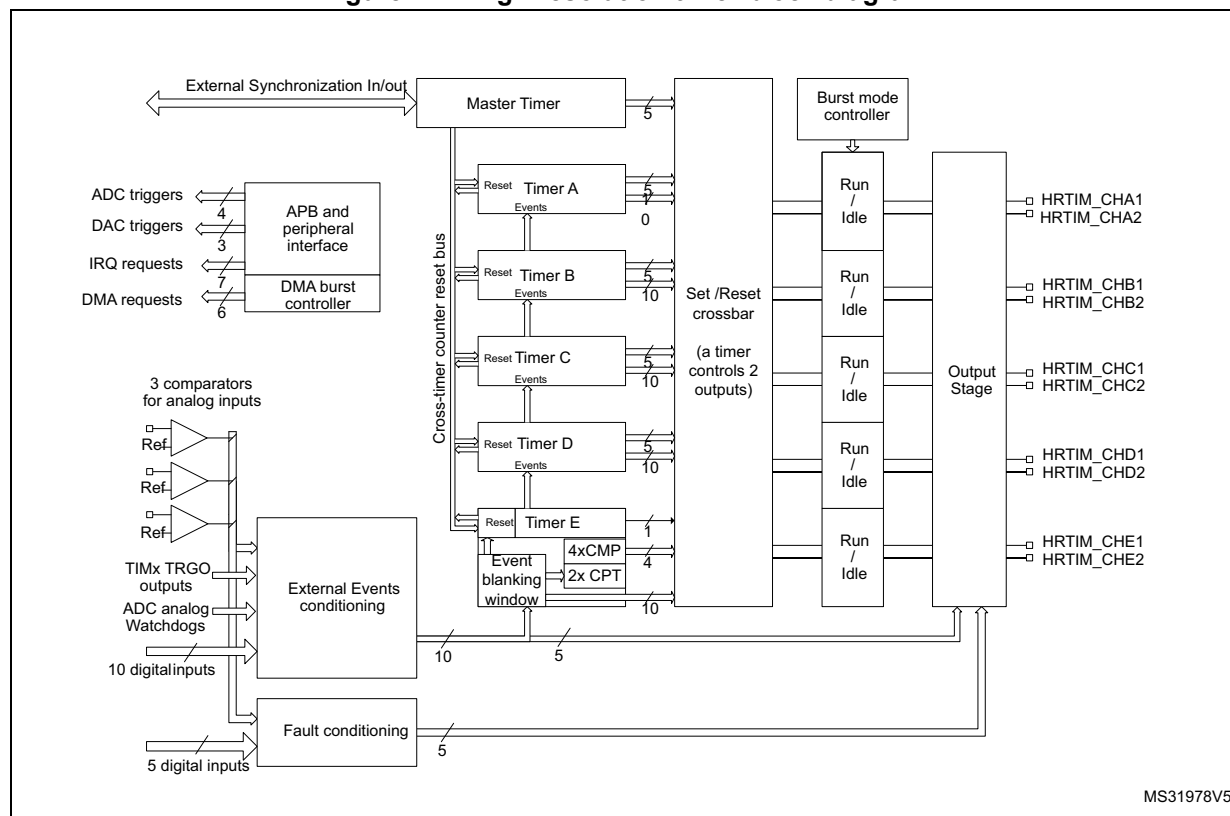 External Synchronization In/out
Master Timer
5
Burst mode
controller
ADC triggers
4
DAC triggers
3
IRQ requests
7
DMA requests
6
APB and
peripheral
interface
DMA burst
controller
Cross-timer counter reset bus
Reset
Timer A
Events
5
1
0
Reset
Timer B
Events
5
10
Reset
Timer C
Events
5
10
Reset
Timer D
Events
5
10
Reset
Timer E
1
4xCMP
4
2x CPT
Event
blanking
window
10
Set /Reset
crossbar
(a timer
controls 2
outputs)
Run
/
Idle
Run
/
Idle
Run
/
Idle
Run
/
Idle
Run
/
Idle
Output
Stage
HRTIM_CHA1
HRTIM_CHA2
HRTIM_CHB1
HRTIM_CHB2
HRTIM_CHC1
HRTIM_CHC2
HRTIM_CHD1
HRTIM_CHD2
HRTIM_CHE1
HRTIM_CHE2
3 comparators
for analog inputs
Ref
Ref
Ref
TIMx TRGO
outputs
ADC analog
Watchdogs
10 digitalinputs
External Events
conditioning
10
5
5 digital inputs
Fault conditioning
5
MS31978V5